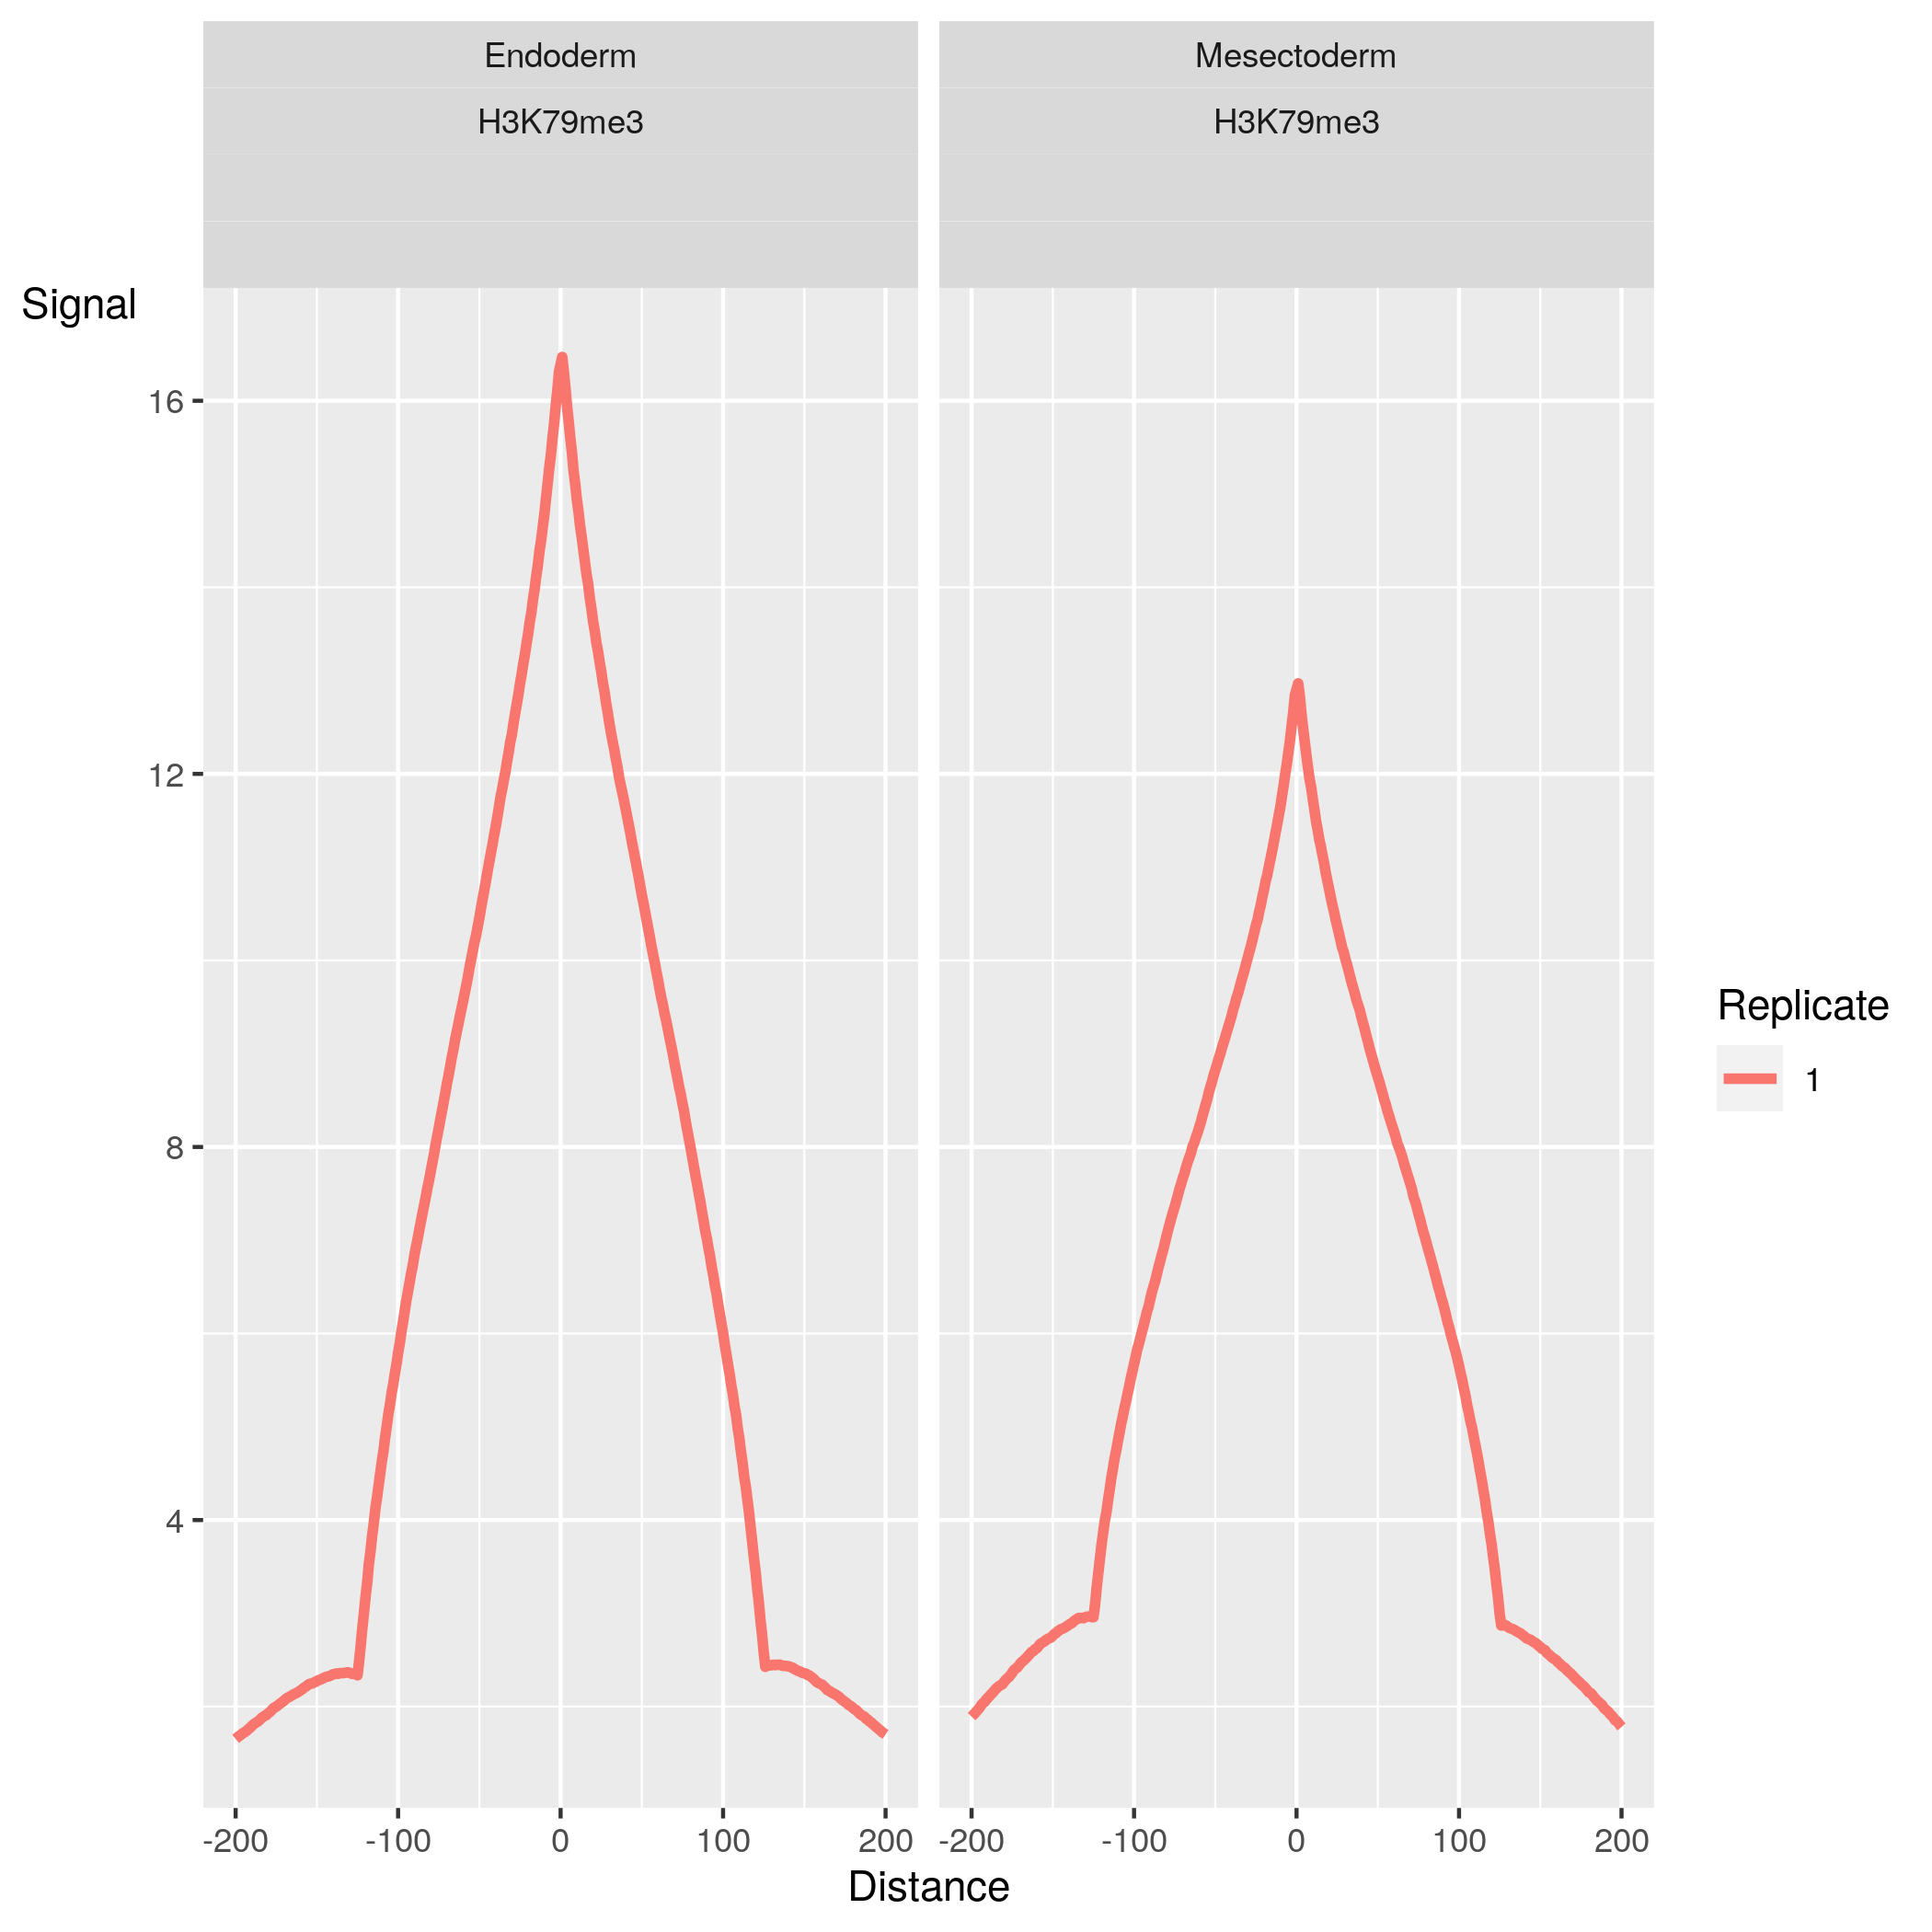 Endoderm
Mesectoderm
H3K79me3
H3K79me3
Signal
16
12
8
4
Replicate
1
-200 -100 0 100 200
-200 -100 0 100 200
Distance